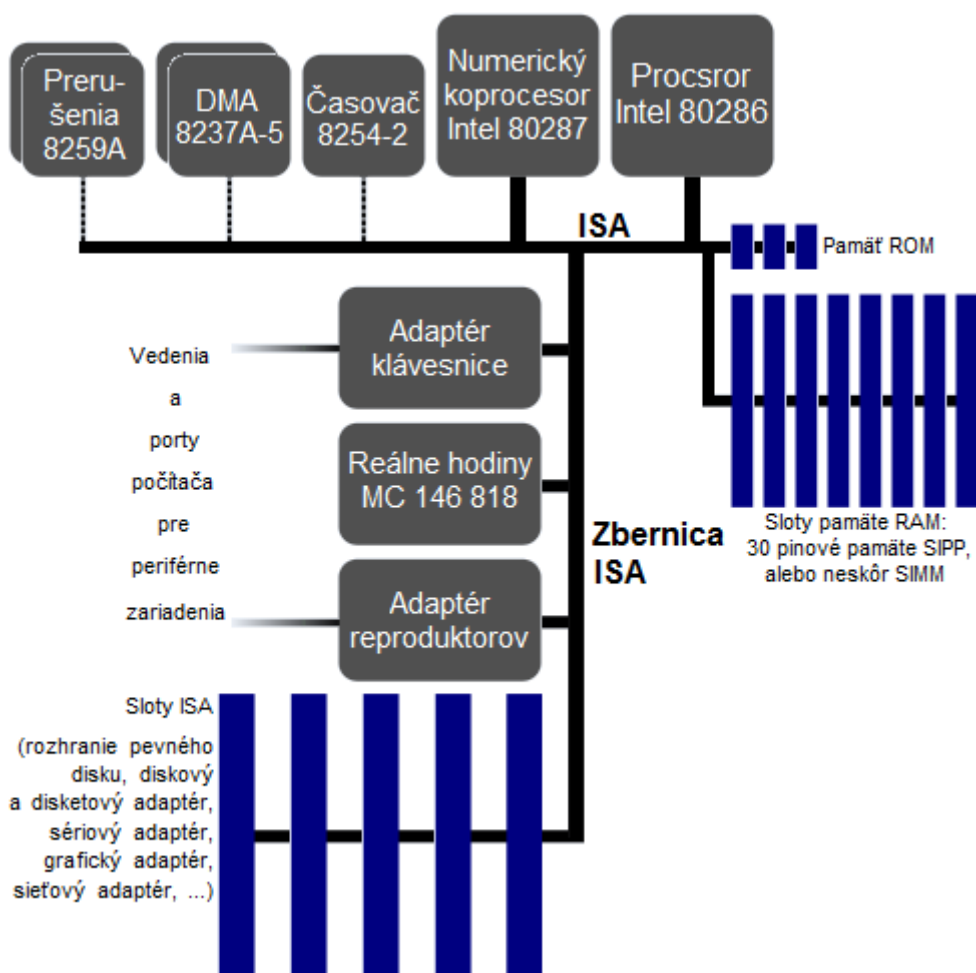 Preru-
šenia
8259A
DMA
8237A-5
Časovač
8254-2
Numerický
koprocesor
Intel 80287
Procsror
Intel 80286
ISA
Pamäť ROM
Adaptér
klávesnice
Vedenia
a
porty
počítača
pre
periférne
zariadenia
Reálne hodiny
MC 146 818
Zbernica
ISA
Sloty pamäte RAM:
30 pinové pamäte SIPP,
alebo neskôr SIMM
Adaptér
reproduktorov
Sloty ISA
(rozhranie pevného
disku, diskový
a disketový adaptér,
sériový adaptér,
grafický adaptér,
sieťový adaptér, ...)